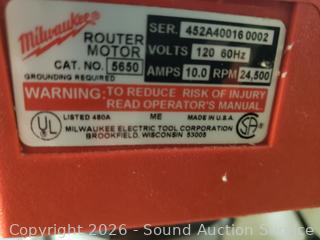 Milwaukee
ROUTER
MOTOR
SER. 452A40016 0002
VOLTS 120 60Hz
CAT. NO. 5650
GROUNDING REQUIRED
AMPS 10.0 RPM 24,500
WARNING: TO REDUCE RISK OF INJURY
READ OPERATOR'S MANUAL.
UL
LISTED 480A ME MADE IN U.S.A.
MILWAUKEE ELECTRIC TOOL CORPORATION
BROOKFIELD, WISCONSIN 53005
Copyright 2026 - Sound Auction Service